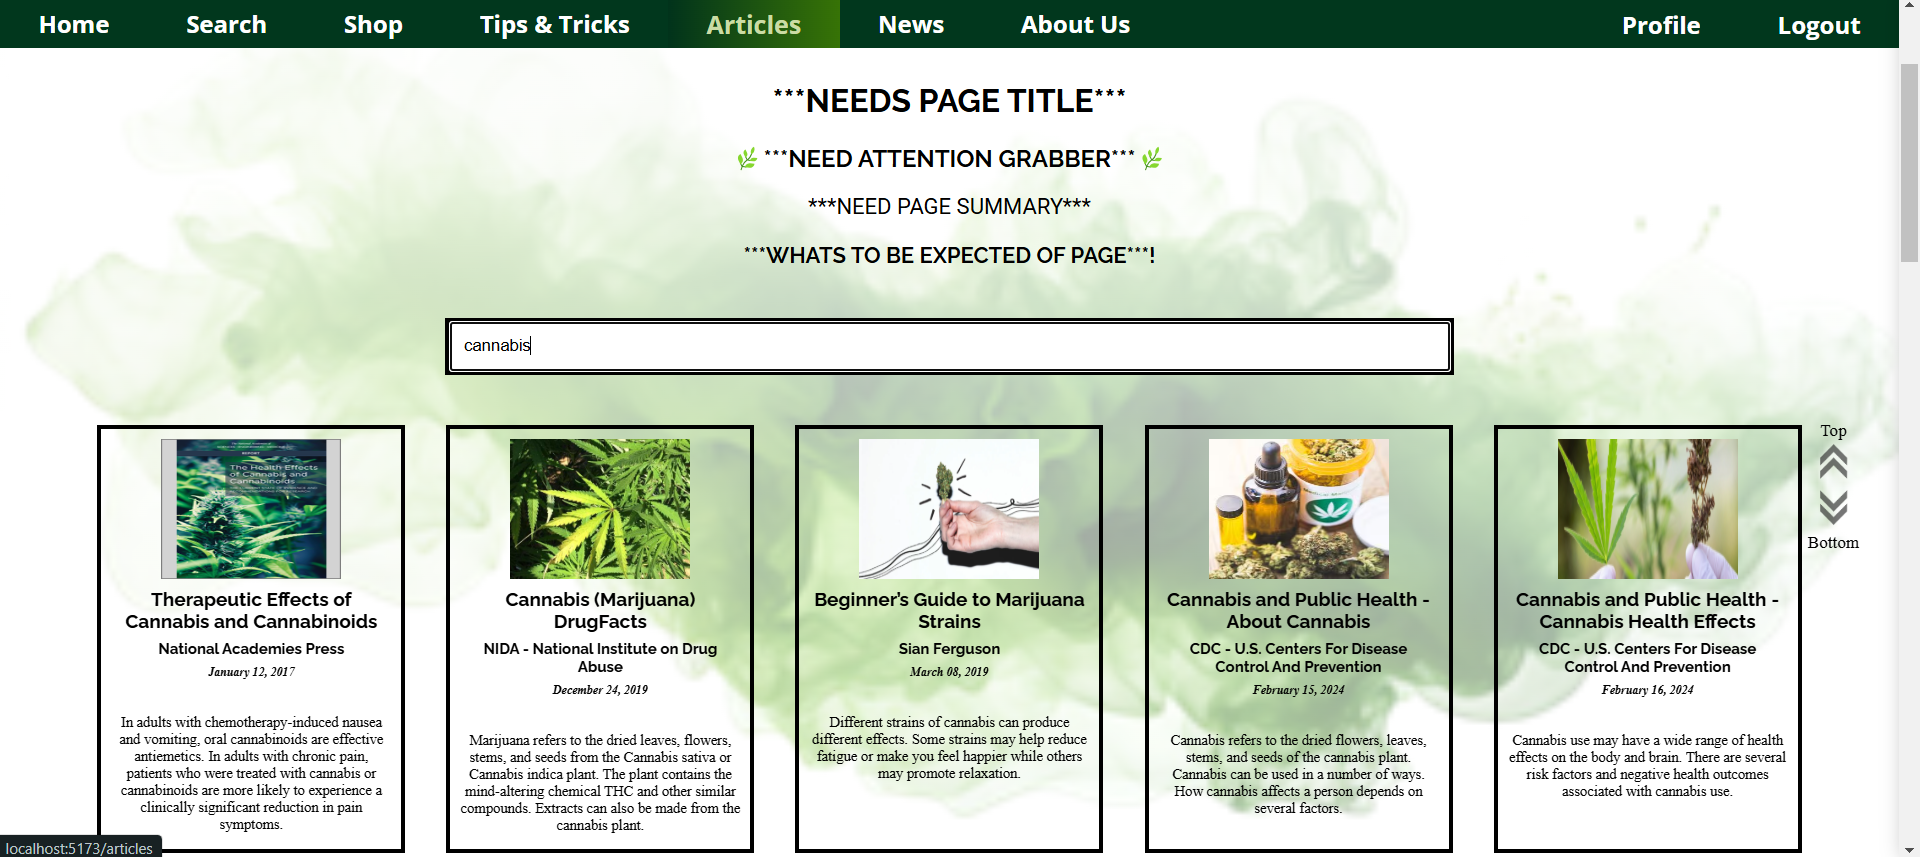 Home Search Shop Tips & Tricks Articles News About Us Profile Logout
***NEEDS PAGE TITLE***
🌿 ***NEED ATTENTION GRABBER*** 🌿
***NEED PAGE SUMMARY***
***WHATS TO BE EXPECTED OF PAGE***!
cannabis
REPORT
The Health Effects
of Cannabis and
Cannabinoids
Therapeutic Effects of
Cannabis and Cannabinoids
National Academies Press
January 12, 2017
In adults with chemotherapy-induced nausea
and vomiting, oral cannabinoids are effective
antiemetics. In adults with chronic pain,
patients who were treated with cannabis or
cannabinoids are more likely to experience a
clinically significant reduction in pain
symptoms.
Cannabis (Marijuana)
DrugFacts
NIDA - National Institute on Drug
Abuse
December 24, 2019
Marijuana refers to the dried leaves, flowers,
stems, and seeds from the Cannabis sativa or
Cannabis indica plant. The plant contains the
mind-altering chemical THC and other similar
compounds. Extracts can also be made from the
cannabis plant.
Beginner’s Guide to Marijuana
Strains
Sian Ferguson
March 08, 2019
Different strains of cannabis can produce
different effects. Some strains may help reduce
fatigue or make you feel happier while others
may promote relaxation.
Cannabis and Public Health -
About Cannabis
CDC - U.S. Centers For Disease
Control And Prevention
February 15, 2024
Cannabis refers to the dried flowers, leaves,
stems, and seeds of the cannabis plant.
Cannabis can be used in a number of ways.
How cannabis affects a person depends on
several factors.
Cannabis and Public Health -
Cannabis Health Effects
CDC - U.S. Centers For Disease
Control And Prevention
February 16, 2024
Cannabis use may have a wide range of health
effects on the body and brain. There are several
risk factors and negative health outcomes
associated with cannabis use.
Top
Bottom
localhost:5173/articles